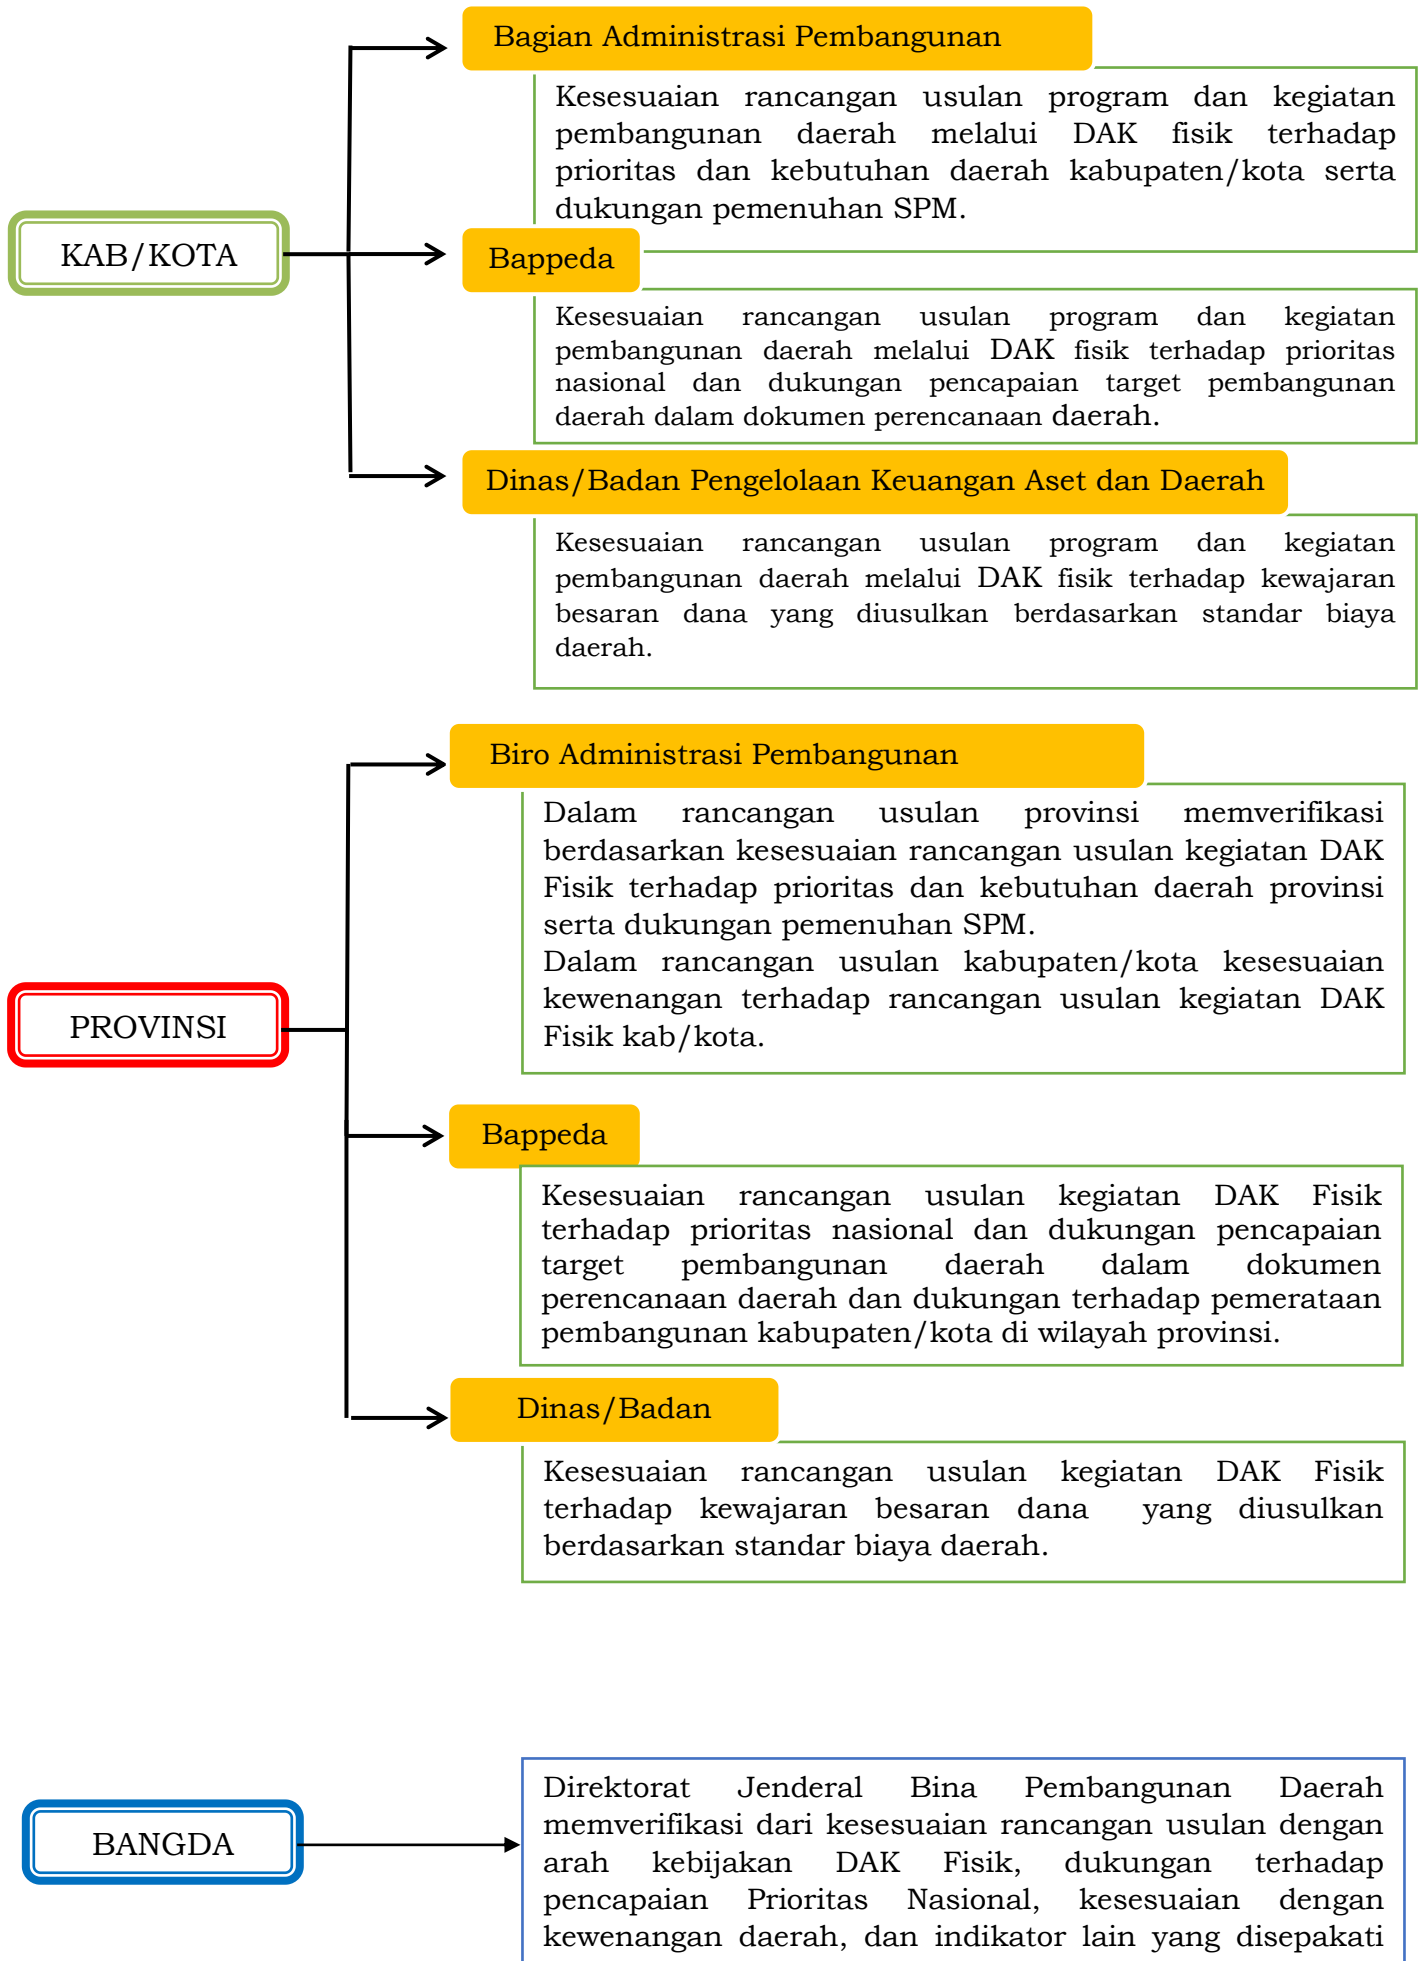 Bagian Administrasi Pembangunan
Kesesuaian rancangan usulan program dan kegiatan
pembangunan daerah melalui DAK fisik terhadap
prioritas dan kebutuhan daerah kabupaten/kota serta
dukungan pemenuhan SPM.
KAB/KOTA
Bappeda
Kesesuaian rancangan usulan program dan kegiatan
pembangunan daerah melalui DAK fisik terhadap prioritas
nasional dan dukungan pencapaian target pembangunan
daerah dalam dokumen perencanaan daerah.
Dinas/Badan Pengelolaan Keuangan Aset dan Daerah
Kesesuaian rancangan usulan program dan kegiatan
pembangunan daerah melalui DAK fisik terhadap kewajaran
besaran dana yang diusulkan berdasarkan standar biaya
daerah.
Biro Administrasi Pembangunan
Dalam rancangan usulan provinsi memverifikasi
berdasarkan kesesuaian rancangan usulan kegiatan DAK
Fisik terhadap prioritas dan kebutuhan daerah provinsi
serta dukungan pemenuhan SPM.
Dalam rancangan usulan kabupaten/kota kesesuaian
kewenangan terhadap rancangan usulan kegiatan DAK
Fisik kab/kota.
PROVINSI
Bappeda
Kesesuaian rancangan usulan kegiatan DAK Fisik
terhadap prioritas nasional dan dukungan pencapaian
target pembangunan daerah dalam dokumen
perencanaan daerah dan dukungan terhadap pemerataan
pembangunan kabupaten/kota di wilayah provinsi.
Dinas/Badan
Kesesuaian rancangan usulan kegiatan DAK Fisik
terhadap kewajaran besaran dana yang diusulkan
berdasarkan standar biaya daerah.
BANGDA
Direktorat Jenderal Bina Pembangunan Daerah
memverifikasi dari kesesuaian rancangan usulan dengan
arah kebijakan DAK Fisik, dukungan terhadap
pencapaian Prioritas Nasional, kesesuaian dengan
kewenangan daerah, dan indikator lain yang disepakati